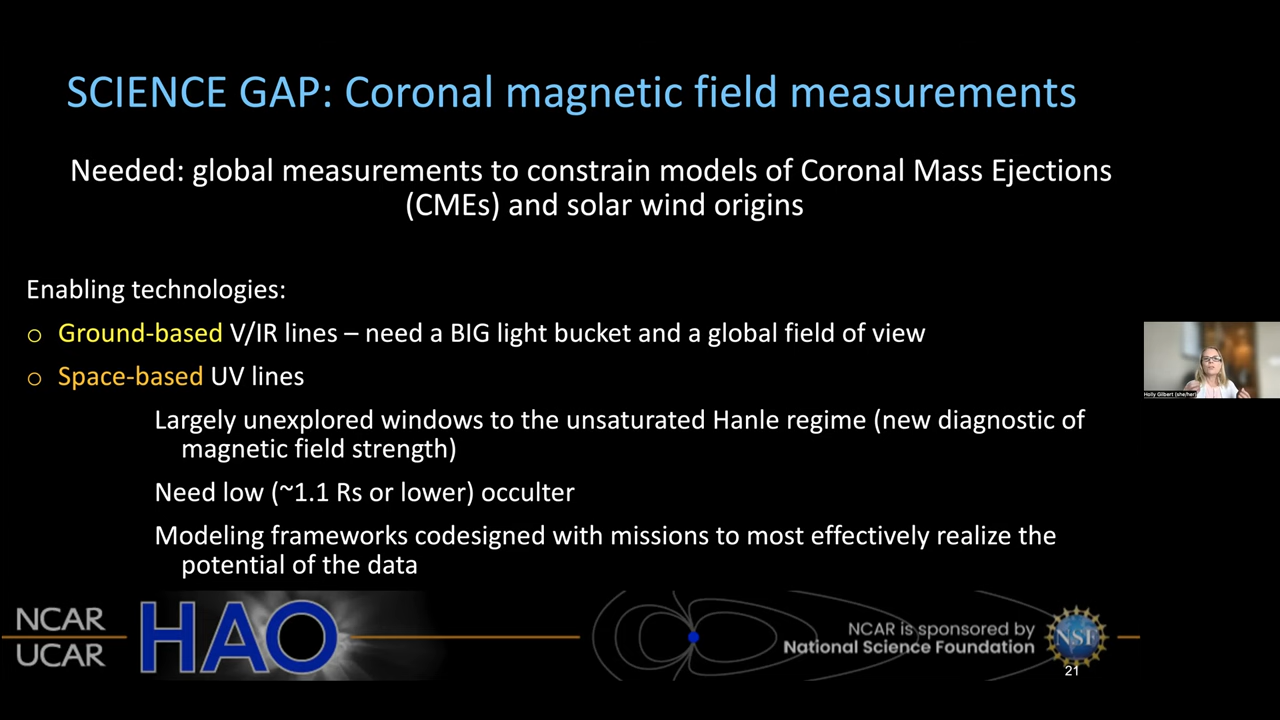 SCIENCE GAP: Coronal magnetic field measurements
Needed: global measurements to constrain models of Coronal Mass Ejections
(CMEs) and solar wind origins
Enabling technologies:
o Ground-based V/IR lines – need a BIG light bucket and a global field of view
o Space-based UV lines
Largely unexplored windows to the unsaturated Hanle regime (new diagnostic of
magnetic field strength)
Need low (~1.1 Rs or lower) occulter
Modeling frameworks codesigned with missions to most effectively realize the
potential of the data
Holly Gilbert (she/her)
NCAR
UCAR
HAO
NCAR is sponsored by
National Science Foundation
NSF
21